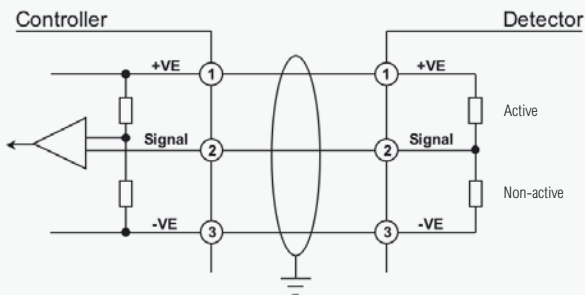 Controller
Detector
+VE 1 1 +VE
Active
Signal 2 2 Signal
Non-active
-VE 3 3 -VE